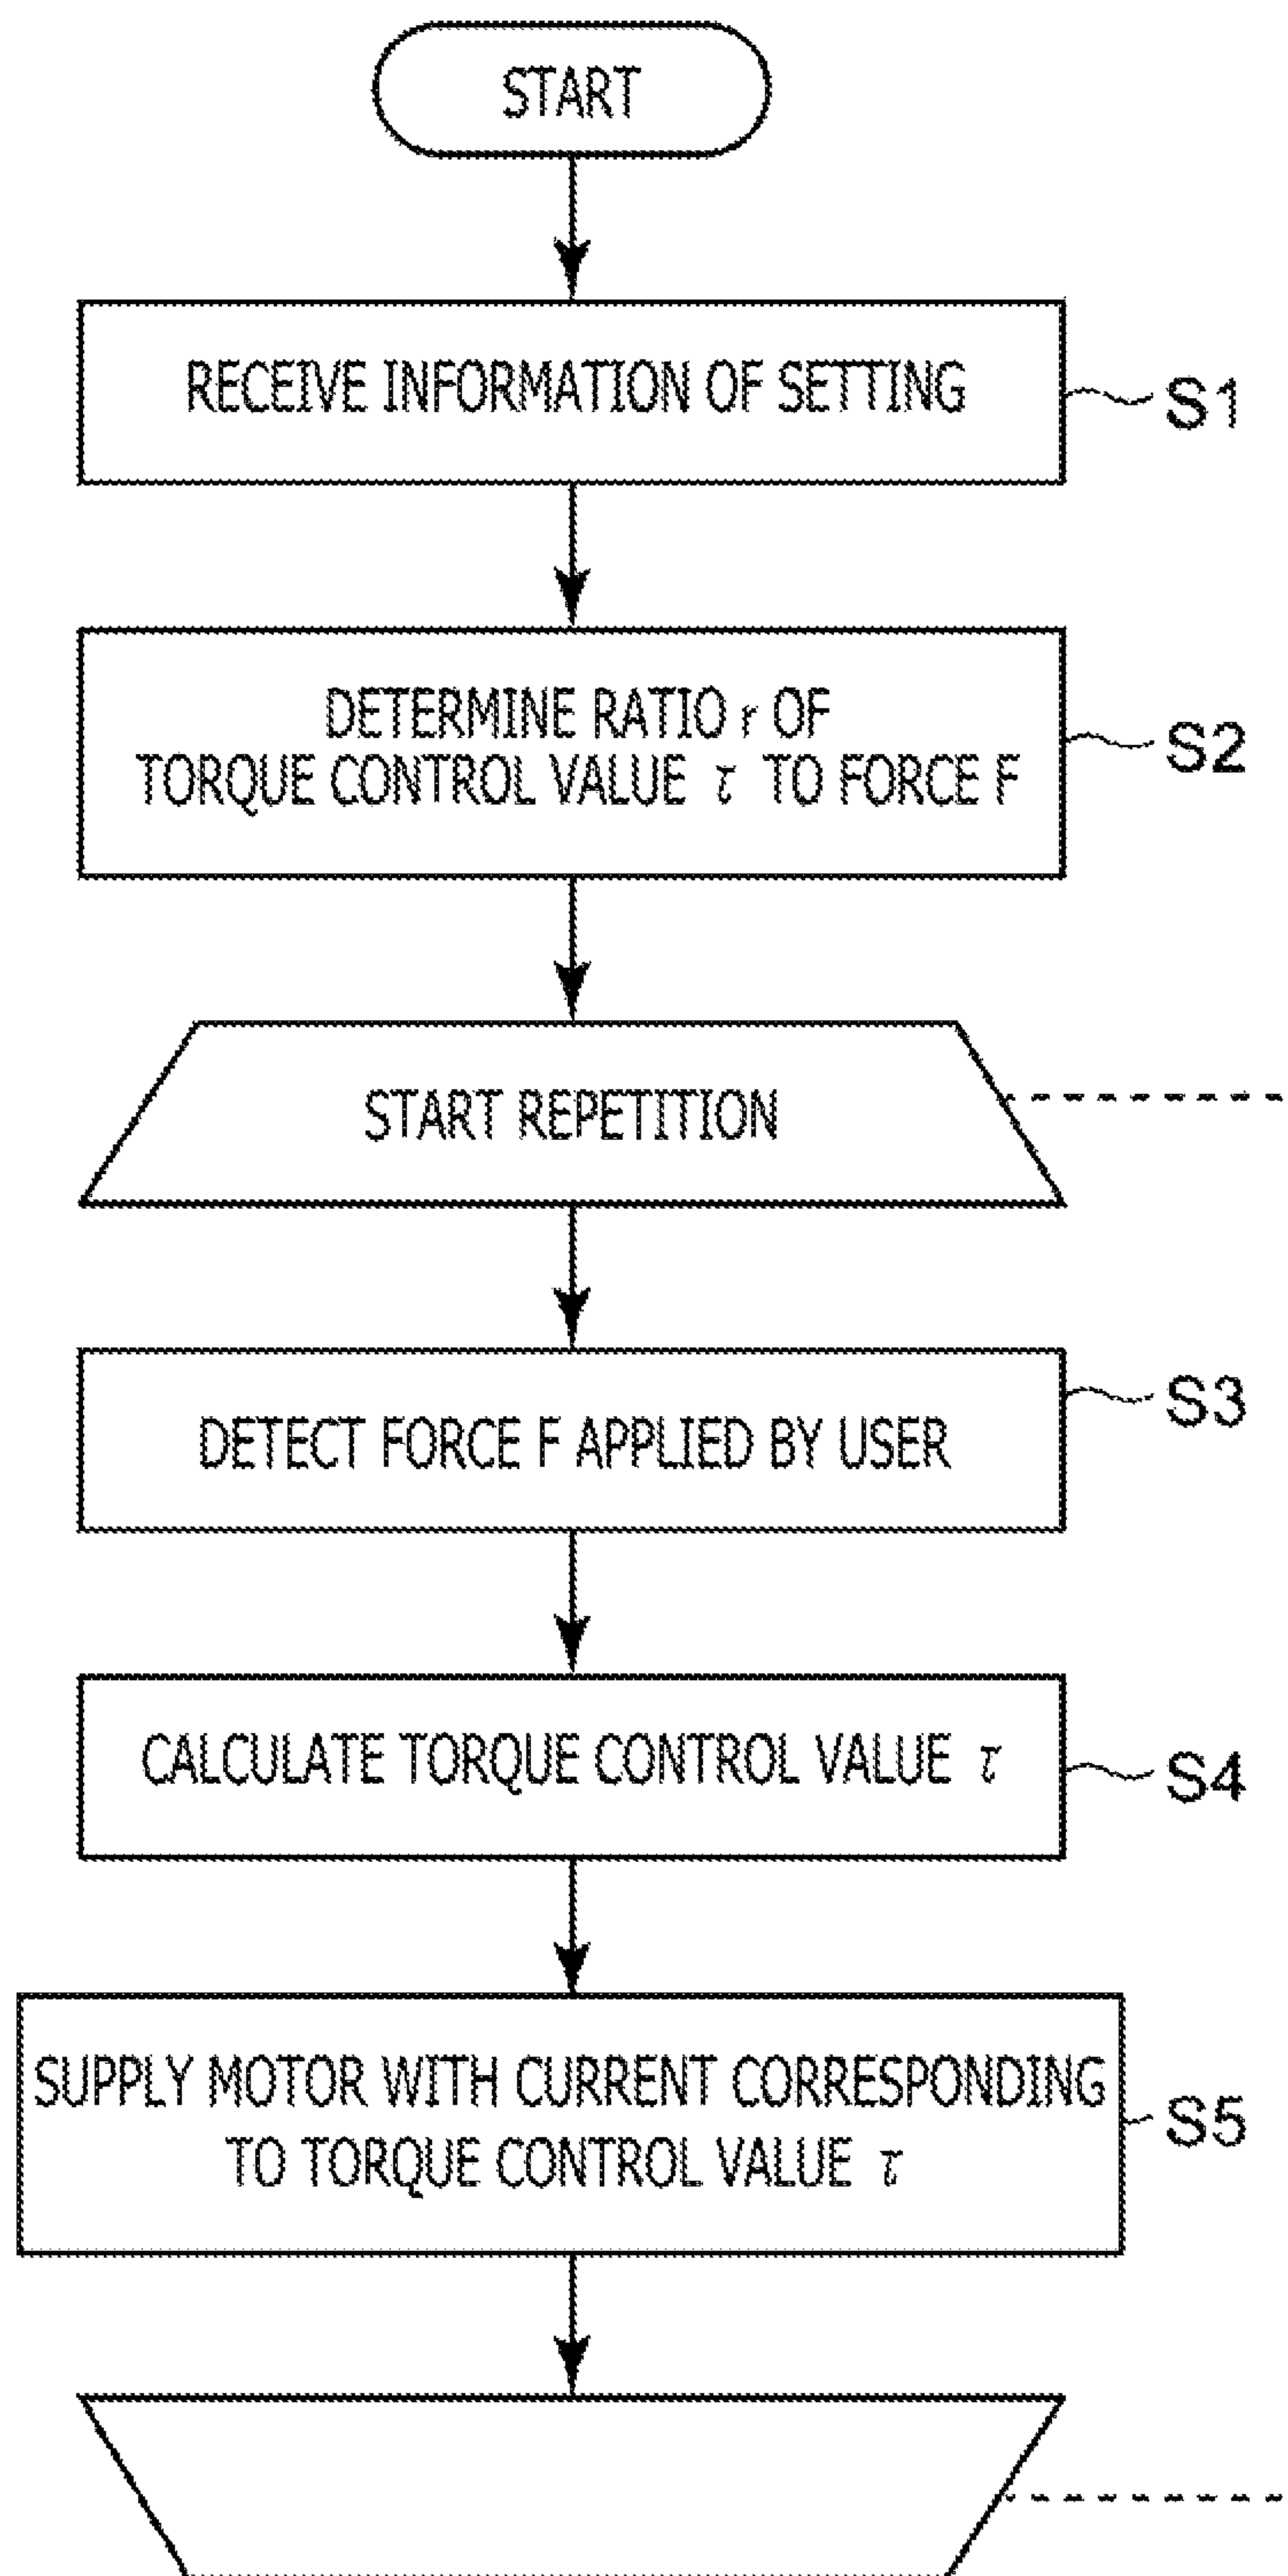 START
RECEIVE INFORMATION OF SETTING
S1
DETERMINE RATIO r OF
TORQUE CONTROL VALUE τ TO FORCE F
S2
START REPETITION
DETECT FORCE F APPLIED BY USER
S3
CALCULATE TORQUE CONTROL VALUE τ
S4
SUPPLY MOTOR WITH CURRENT CORRESPONDING
TO TORQUE CONTROL VALUE τ
S5